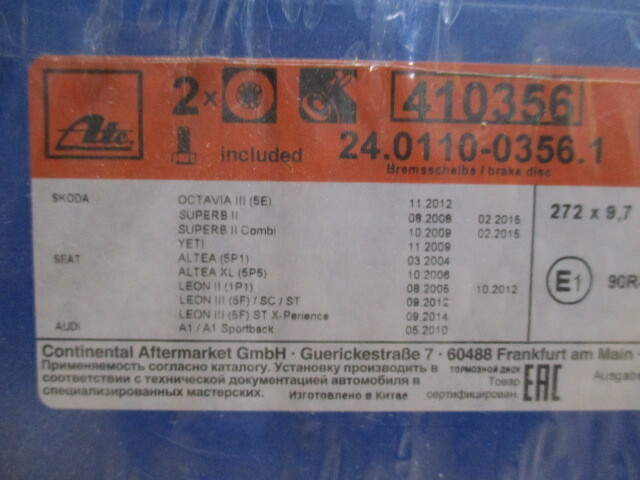 Ate 2x 410356
included 24.0110-0356.1
Bremsscheibe / brake disc
SKODA OCTAVIA III (5E) 11.2012
SUPERB II 08.2008 02.2015
SUPERB II Combi 10.2009 02.2015
YETI 11.2009
SEAT ALTEA (5P1) 03.2004
ALTEA XL (5P5) 10.2006
LEON II (1P1) 08.2005 10.2012
LEON III (5F) / SC / ST 09.2012
LEON III (5F) ST X-Perience 09.2014
AUDI A1 / A1 Sportback 05.2010
272 x 9,7
E1 90R-
Continental Aftermarket GmbH · Guerickestraße 7 · 60488 Frankfurt am Main ·
Применяемость согласно каталогу. Установку производить в
соответствии с технической документацией автомобиля в
специализированных мастерских. Изготовлено в Китае
ТОРМОЗНОЙ ДИСК
Товар
сертифицирован.
EAC
Ausgabe